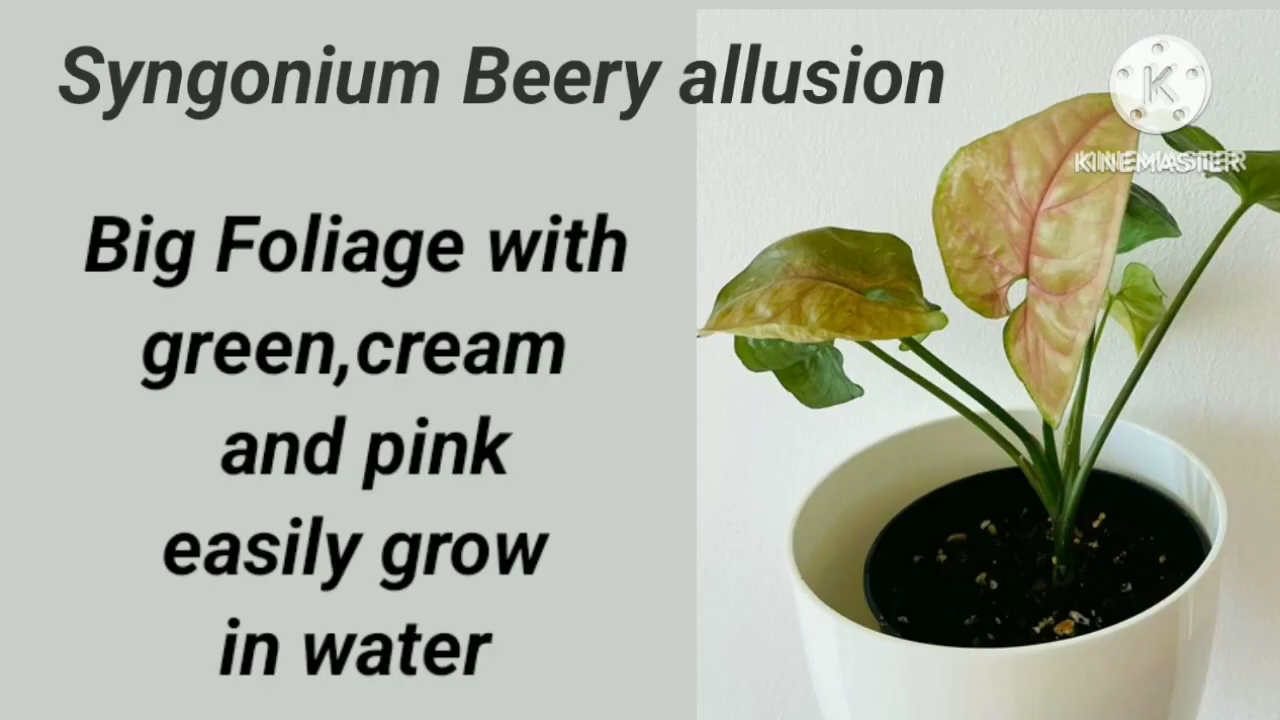 Syngonium Beery allusion
K
KINEMASTER
Big Foliage with
green,cream
and pink
easily grow
in water